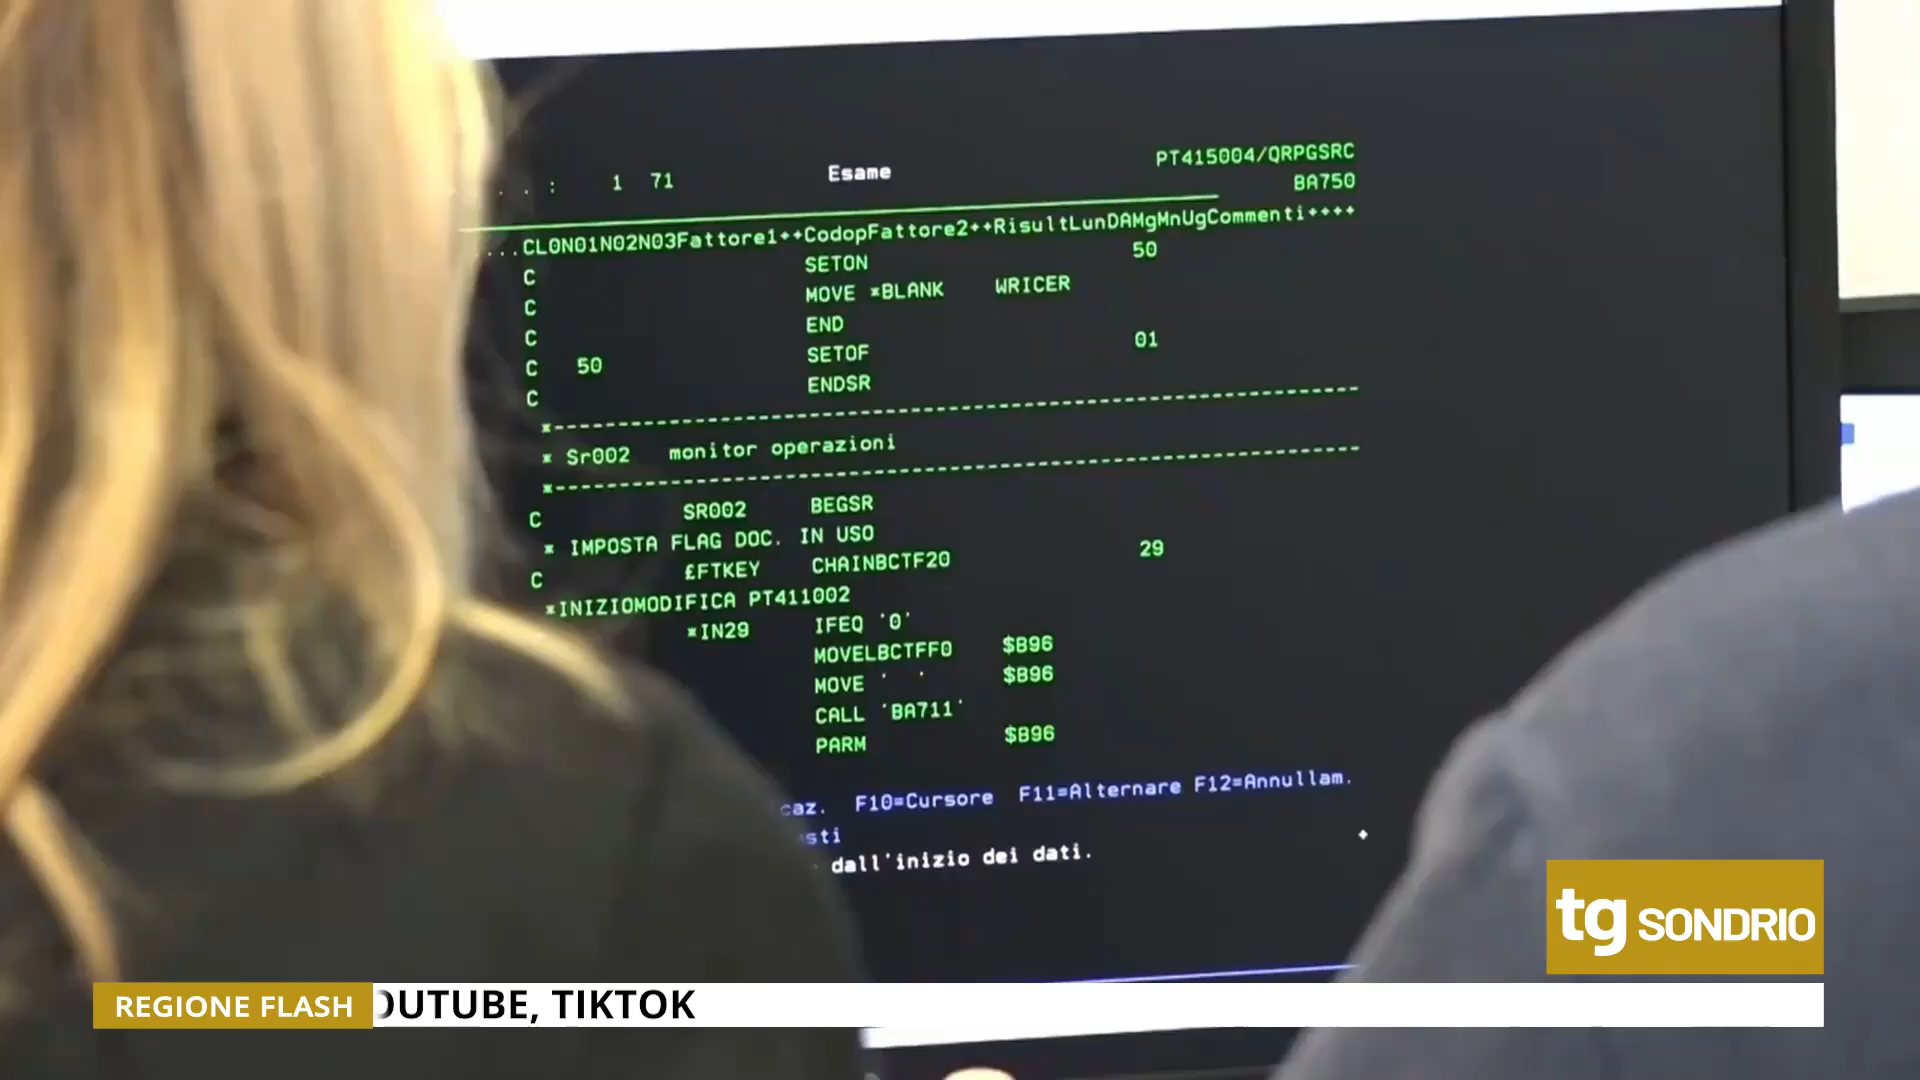 . . : 1 71 Esame PT415004/QRPGSRC
BA750
....CL0N01N02N03Fattore1++CodopFattore2++RisultLunDAMgMnUgCommenti++++
C SETON 50
C MOVE *BLANK WRICER
C END
C 50 SETOF 01
C ENDSR
*---------------------------------------------------------------
* Sr002 monitor operazioni
*---------------------------------------------------------------
C SR002 BEGSR
* IMPOSTA FLAG DOC. IN USO
C £FTKEY CHAINBCTF20 29
*INIZIOMODIFICA PT411002
*IN29 IFEQ '0'
MOVELBCTFF0 $B96
MOVE ' ' $B96
CALL 'BA711'
PARM $B96
caz. F10=Cursore F11=Alternare F12=Annullam.
sti
dall'inizio dei dati. +
tg SONDRIO
REGIONE FLASH OUTUBE, TIKTOK